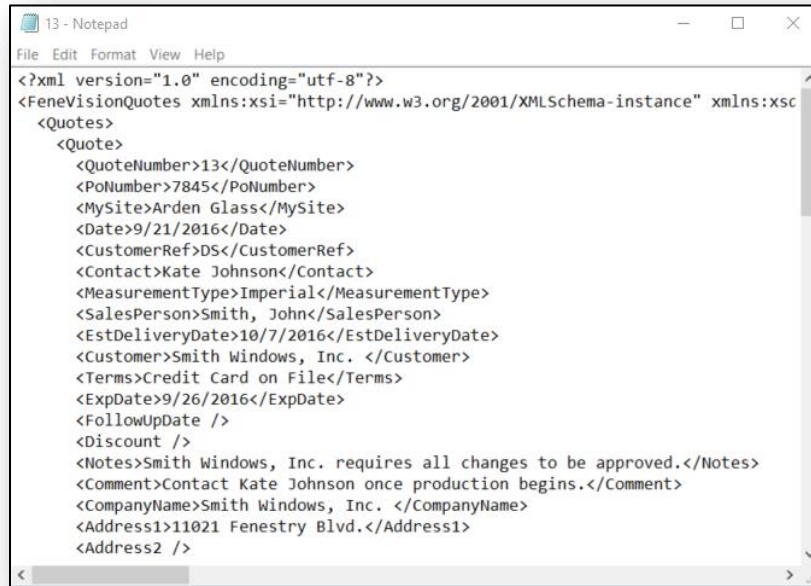 13 - Notepad
File Edit Format View Help
<?xml version="1.0" encoding="utf-8"?>
<FeneVisionQuotes xmlns:xsi="http://www.w3.org/2001/XMLSchema-instance" xmlns:xsd
<Quotes>
<Quote>
<QuoteNumber>13</QuoteNumber>
<PoNumber>7845</PoNumber>
<MySite>Arden Glass</MySite>
<Date>9/21/2016</Date>
<CustomerRef>DS</CustomerRef>
<Contact>Kate Johnson</Contact>
<MeasurementType>Imperial</MeasurementType>
<SalesPerson>Smith, John</SalesPerson>
<EstDeliveryDate>10/7/2016</EstDeliveryDate>
<Customer>Smith Windows, Inc. </Customer>
<Terms>Credit Card on File</Terms>
<ExpDate>9/26/2016</ExpDate>
<FollowUpDate />
<Discount />
<Notes>Smith Windows, Inc. requires all changes to be approved.</Notes>
<Comment>Contact Kate Johnson once production begins.</Comment>
<CompanyName>Smith Windows, Inc. </CompanyName>
<Address1>11021 Fenestry Blvd.</Address1>
<Address2 />